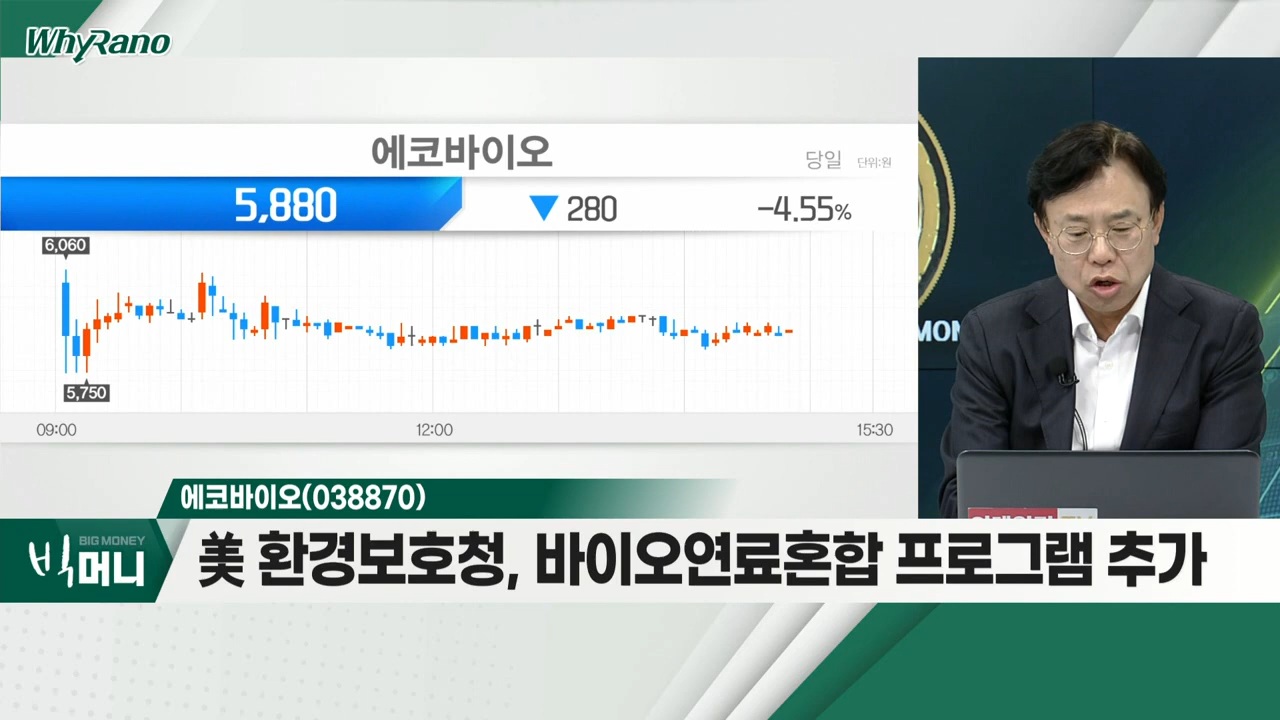 WhyRano
에코바이오
당일 단위:원
5,880 ▼ 280 -4.55%
6,060
5,750
09:00 12:00 15:30
에코바이오(038870)
BIG MONEY
빅머니
美 환경보호청, 바이오연료혼합 프로그램 추가